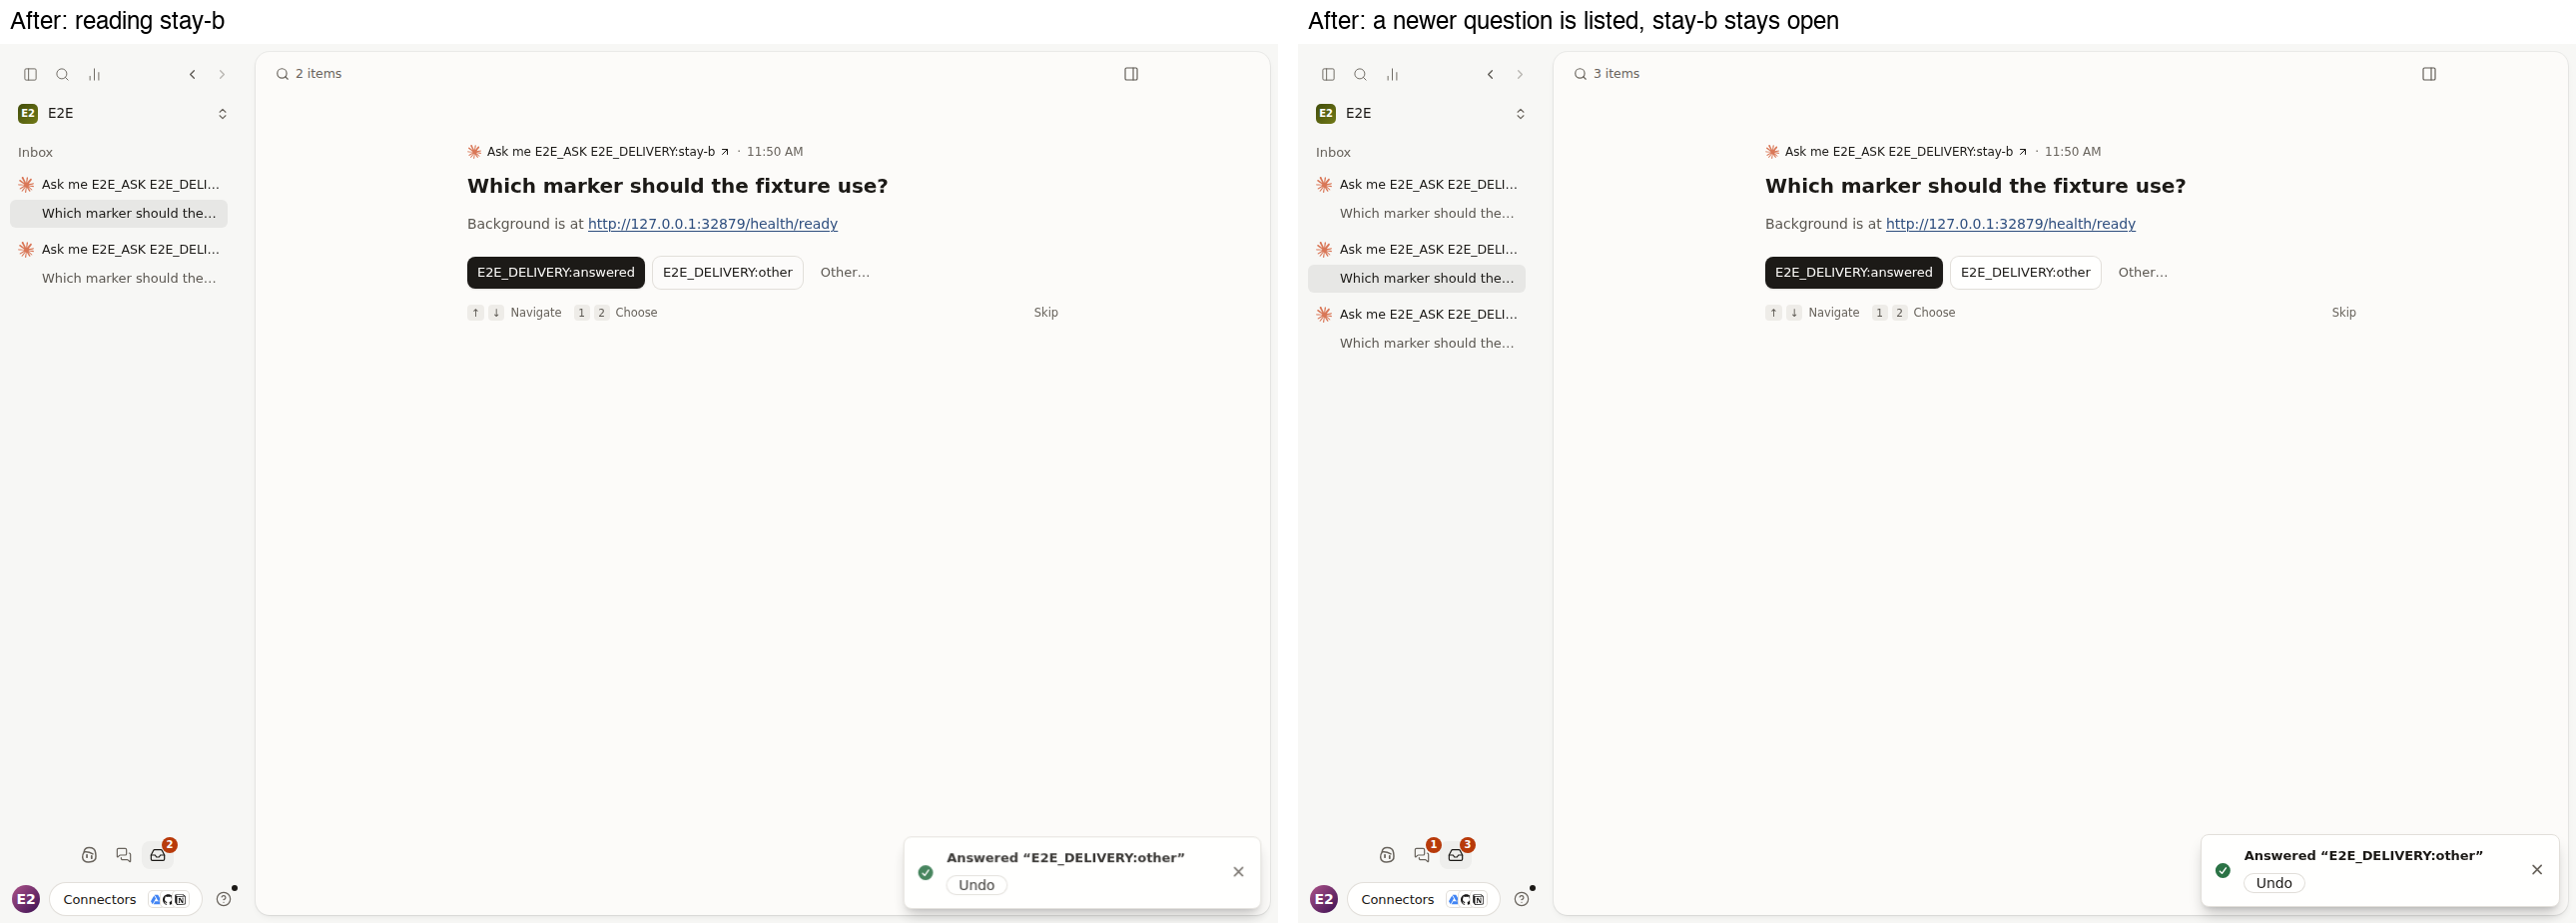 After: reading stay-b
2 items
E2 E2E
Inbox
Ask me E2E_ASK E2E_DELI...
Which marker should the...
Ask me E2E_ASK E2E_DELI...
Which marker should the...
Ask me E2E_ASK E2E_DELIVERY:stay-b ↗ · 11:50 AM
Which marker should the fixture use?
Background is at http://127.0.0.1:32879/health/ready
E2E_DELIVERY:answered E2E_DELIVERY:other Other...
↑ ↓ Navigate 1 2 Choose Skip
2
E2 Connectors
Answered “E2E_DELIVERY:other”
Undo
After: a newer question is listed, stay-b stays open
3 items
E2 E2E
Inbox
Ask me E2E_ASK E2E_DELI...
Which marker should the...
Ask me E2E_ASK E2E_DELI...
Which marker should the...
Ask me E2E_ASK E2E_DELI...
Which marker should the...
Ask me E2E_ASK E2E_DELIVERY:stay-b ↗ · 11:50 AM
Which marker should the fixture use?
Background is at http://127.0.0.1:32879/health/ready
E2E_DELIVERY:answered E2E_DELIVERY:other Other...
↑ ↓ Navigate 1 2 Choose Skip
1 3
E2 Connectors
Answered “E2E_DELIVERY:other”
Undo